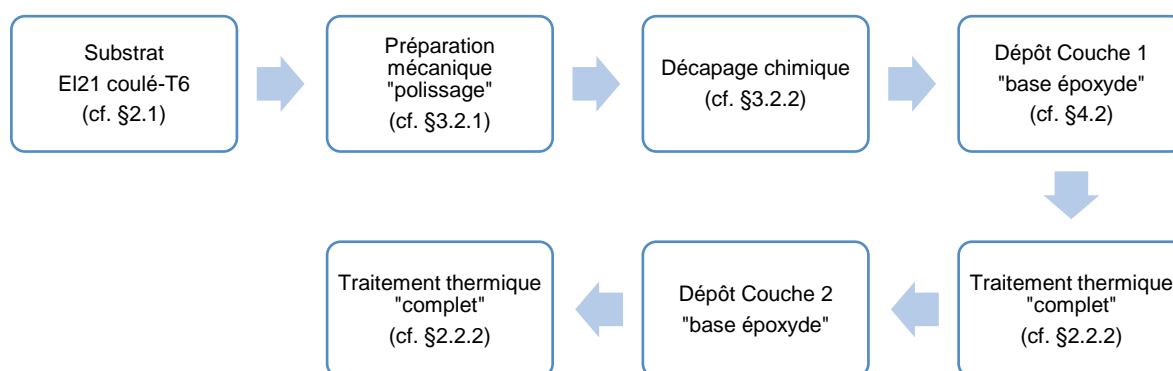 Substrat
El21 coulé-T6
(cf. §2.1)
Préparation
mécanique
"polissage"
(cf. §3.2.1)
Décapage chimique
(cf. §3.2.2)
Dépôt Couche 1
"base époxyde"
(cf. §4.2)
Traitement thermique
"complet"
(cf. §2.2.2)
Dépôt Couche 2
"base époxyde"
Traitement thermique
"complet"
(cf. §2.2.2)